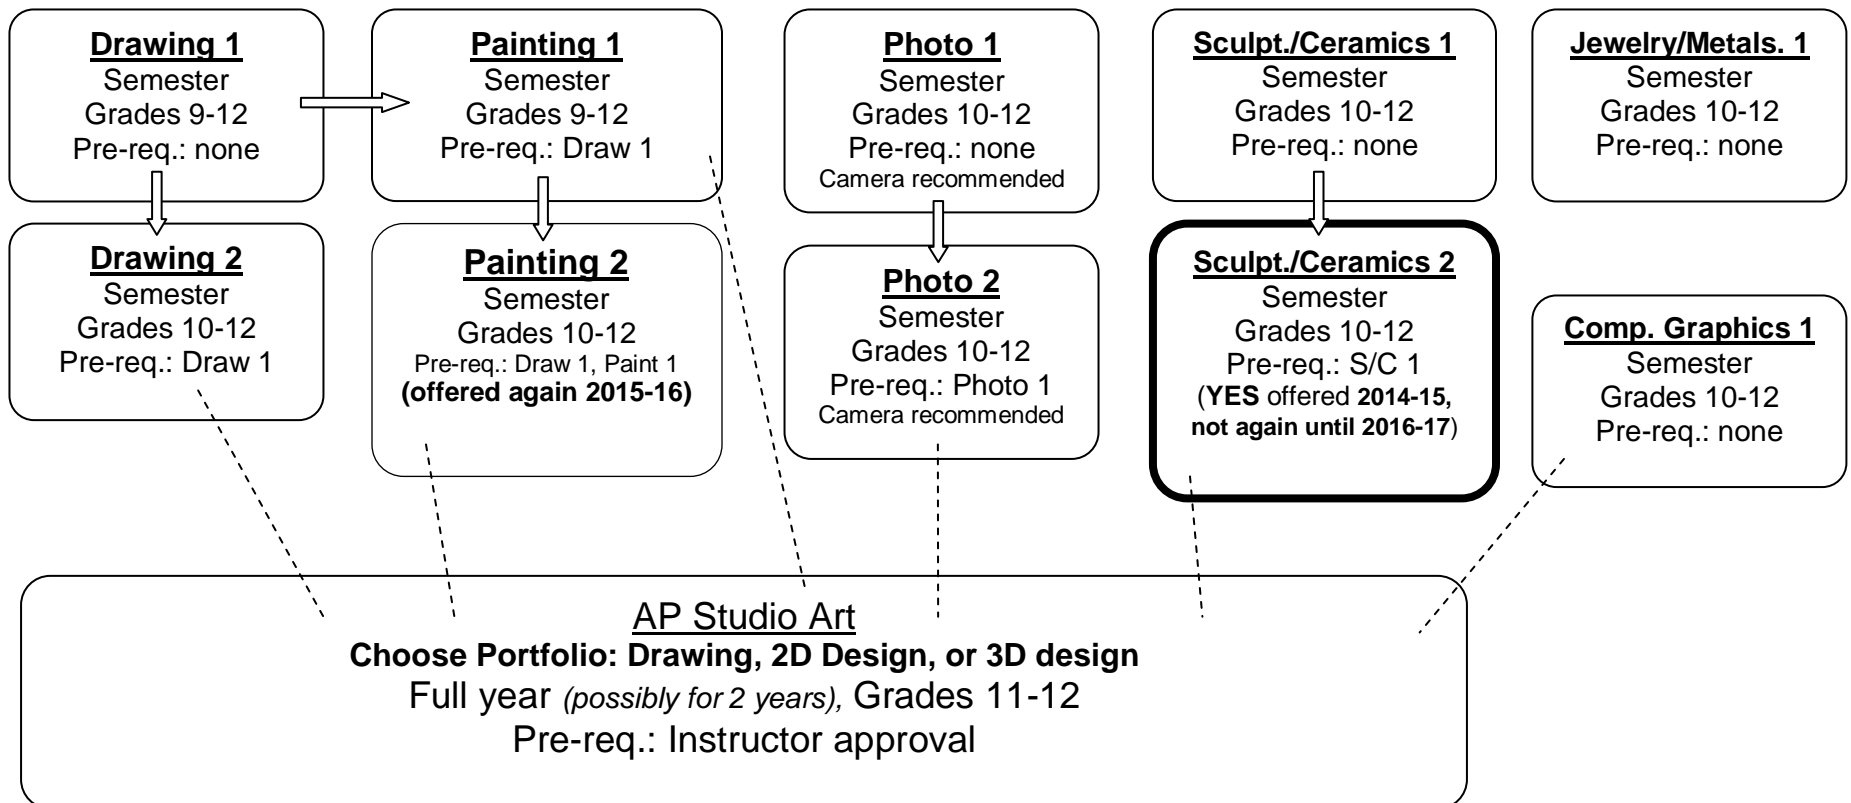 Drawing 1
Semester
Grades 9-12
Pre-req.: none
Painting 1
Semester
Grades 9-12
Pre-req.: Draw 1
Photo 1
Semester
Grades 10-12
Pre-req.: none
Camera recommended
Sculpt./Ceramics 1
Semester
Grades 10-12
Pre-req.: none
Jewelry/Metals. 1
Semester
Grades 10-12
Pre-req.: none
Drawing 2
Semester
Grades 10-12
Pre-req.: Draw 1
Painting 2
Semester
Grades 10-12
Pre-req.: Draw 1, Paint 1
(offered again 2015-16)
Photo 2
Semester
Grades 10-12
Pre-req.: Photo 1
Camera recommended
Sculpt./Ceramics 2
Semester
Grades 10-12
Pre-req.: S/C 1
(YES offered 2014-15,
not again until 2016-17)
Comp. Graphics 1
Semester
Grades 10-12
Pre-req.: none
AP Studio Art
Choose Portfolio: Drawing, 2D Design, or 3D design
Full year (possibly for 2 years), Grades 11-12
Pre-req.: Instructor approval